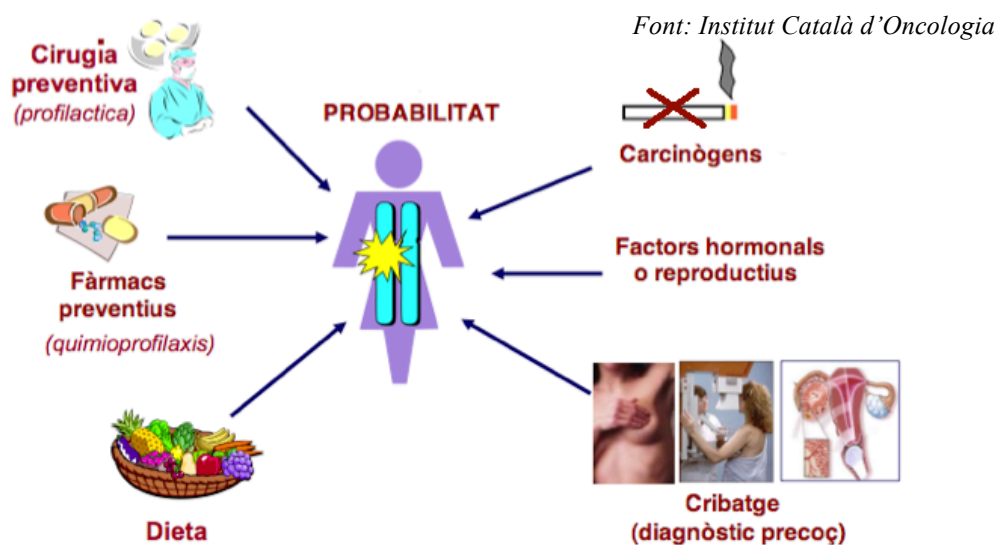 Font: Institut Català d'Oncologia
Cirugia
preventiva
(profilactica)
PROBABILITAT
Carcinògens
Fàrmacs
preventius
(quimioprofilaxis)
Factors hormonals
o reproductius
Dieta
Cribatge
(diagnòstic precoç)